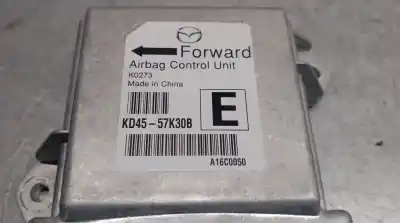 Forward
Airbag Control Unit
K0273
Made in China
KD45-57K30B
E
A16C0050